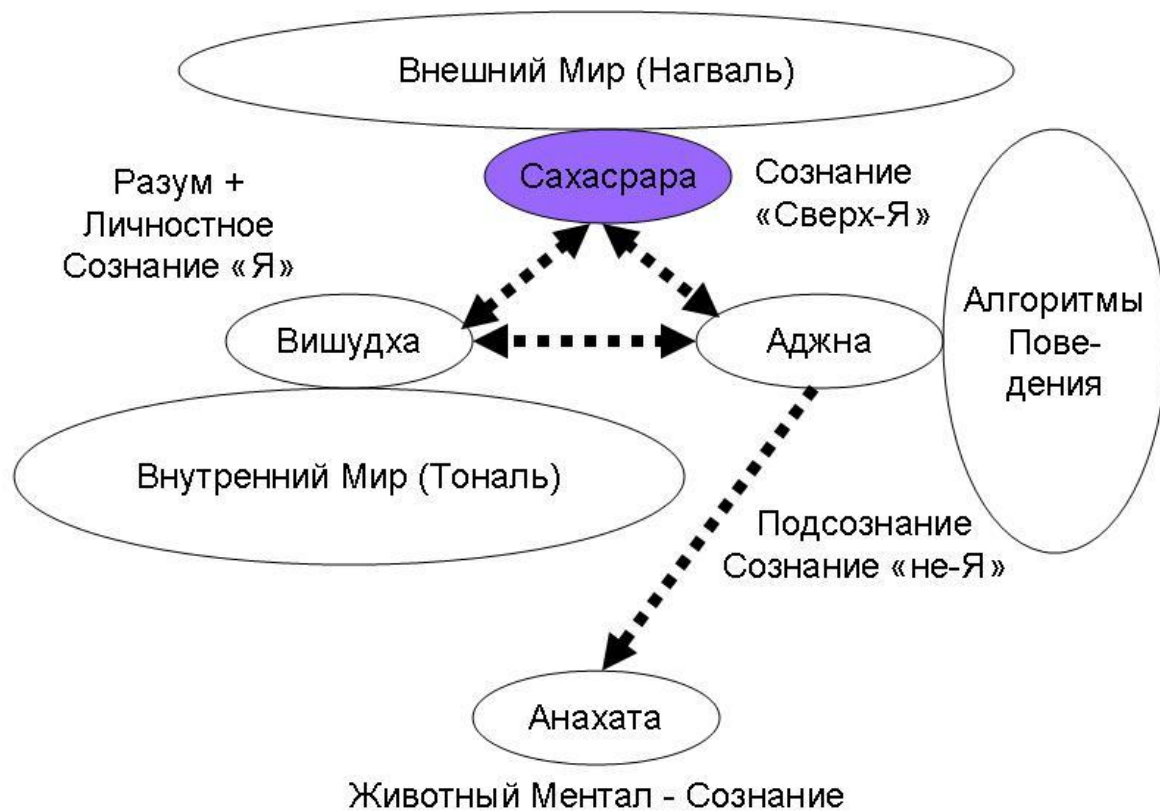 Внешний Мир (Нагваль)
Сахасрара
Сознание
«Сверх-Я»
Разум +
Личностное
Сознание «Я»
Вишудха
Аджна
Алгоритмы
Пове-
дения
Внутренний Мир (Тональ)
Подсознание
Сознание «не-Я»
Анахата
Животный Ментал - Сознание